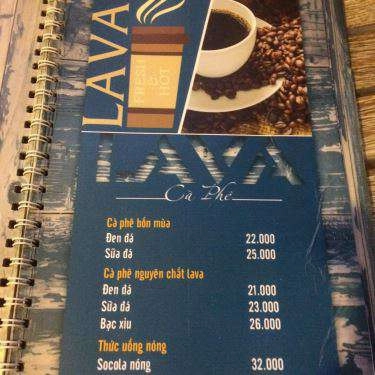 LAVA
FRESH & HOT
LAVA
Cà Phê
Cà phê bốn mùa
Đen đá 22.000
Sữa đá 25.000
Cà phê nguyên chất lava
Đen đá 21.000
Sữa đá 23.000
Bạc xỉu 26.000
Thức uống nóng
Socola nóng 32.000